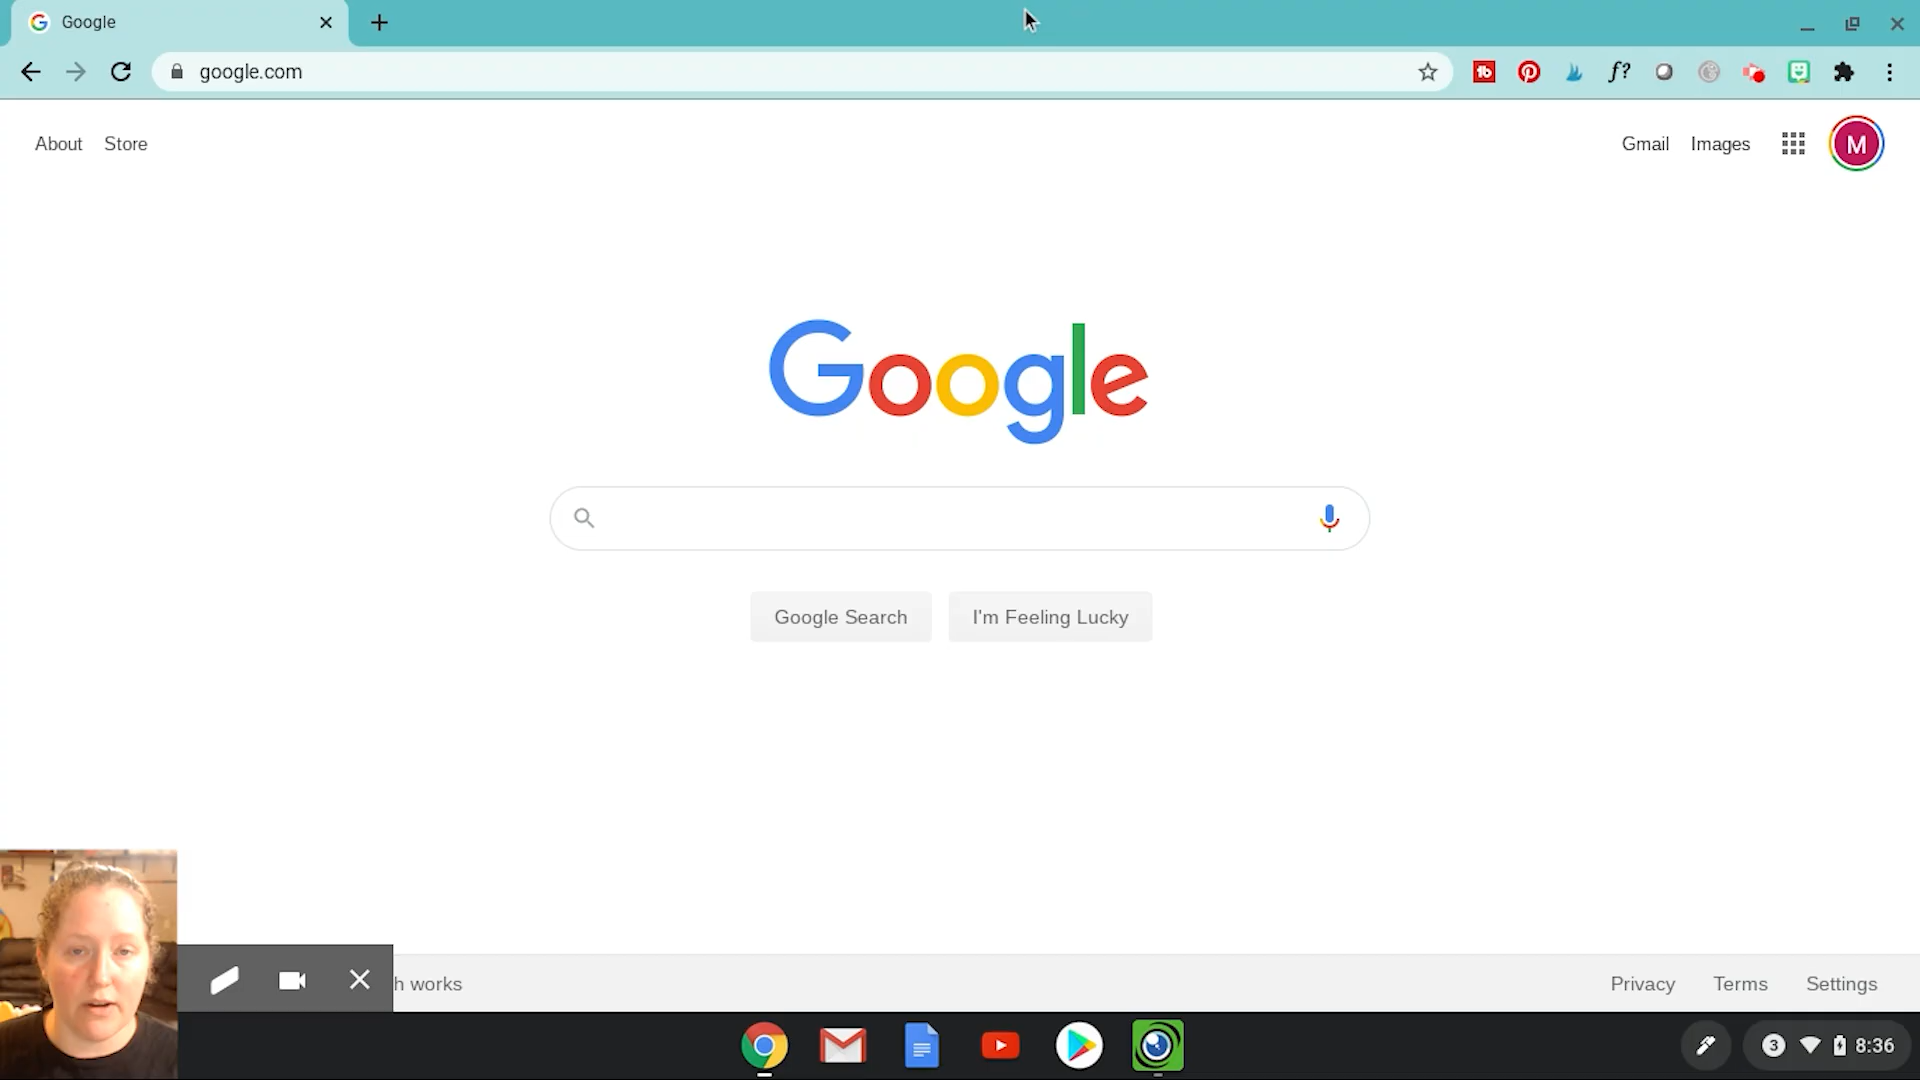 Google
google.com
f?
About Store
Gmail Images
M
Google
Google Search
I'm Feeling Lucky
h works
Privacy Terms Settings
3
8:36